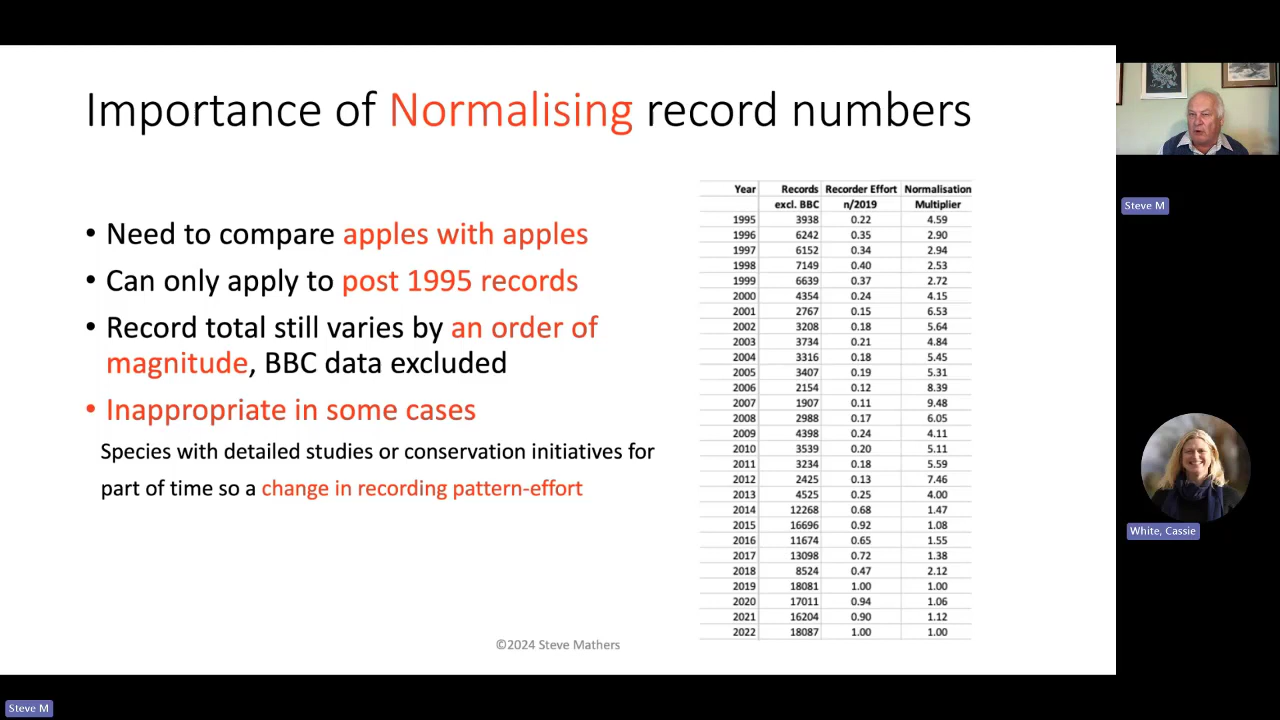 Importance of Normalising record numbers
• Need to compare apples with apples
• Can only apply to post 1995 records
• Record total still varies by an order of
magnitude, BBC data excluded
• Inappropriate in some cases
Species with detailed studies or conservation initiatives for
part of time so a change in recording pattern-effort
Year Records Recorder Effort Normalisation
excl. BBC n/2019 Multiplier
1995 3938 0.22 4.59
1996 6242 0.35 2.90
1997 6152 0.34 2.94
1998 7149 0.40 2.53
1999 6639 0.37 2.72
2000 4354 0.24 4.15
2001 2767 0.15 6.53
2002 3208 0.18 5.64
2003 3734 0.21 4.84
2004 3316 0.18 5.45
2005 3407 0.19 5.31
2006 2154 0.12 8.39
2007 1907 0.11 9.48
2008 2988 0.17 6.05
2009 4398 0.24 4.11
2010 3539 0.20 5.11
2011 3234 0.18 5.59
2012 2425 0.13 7.46
2013 4525 0.25 4.00
2014 12268 0.68 1.47
2015 16696 0.92 1.08
2016 11674 0.65 1.55
2017 13098 0.72 1.38
2018 8524 0.47 2.12
2019 18081 1.00 1.00
2020 17011 0.94 1.06
2021 16204 0.90 1.12
2022 18087 1.00 1.00
©2024 Steve Mathers
Steve M
White, Cassie
Steve M